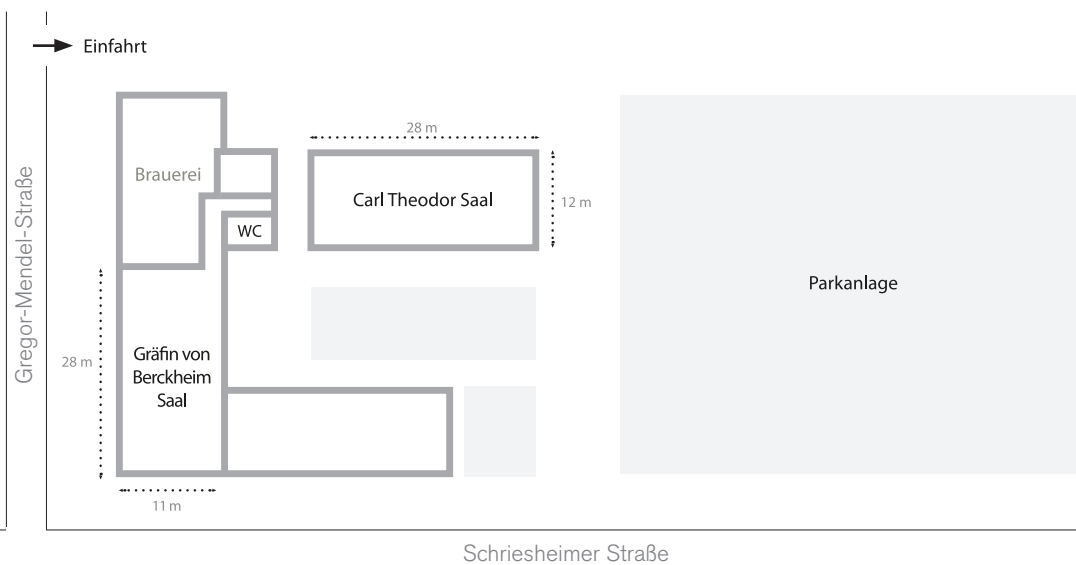 Einfahrt
28 m
Brauerei
Carl Theodor Saal
12 m
WC
Gregor-Mendel-Straße
Parkanlage
28 m
Gräfin von
Berckheim
Saal
11 m
Schriesheimer Straße